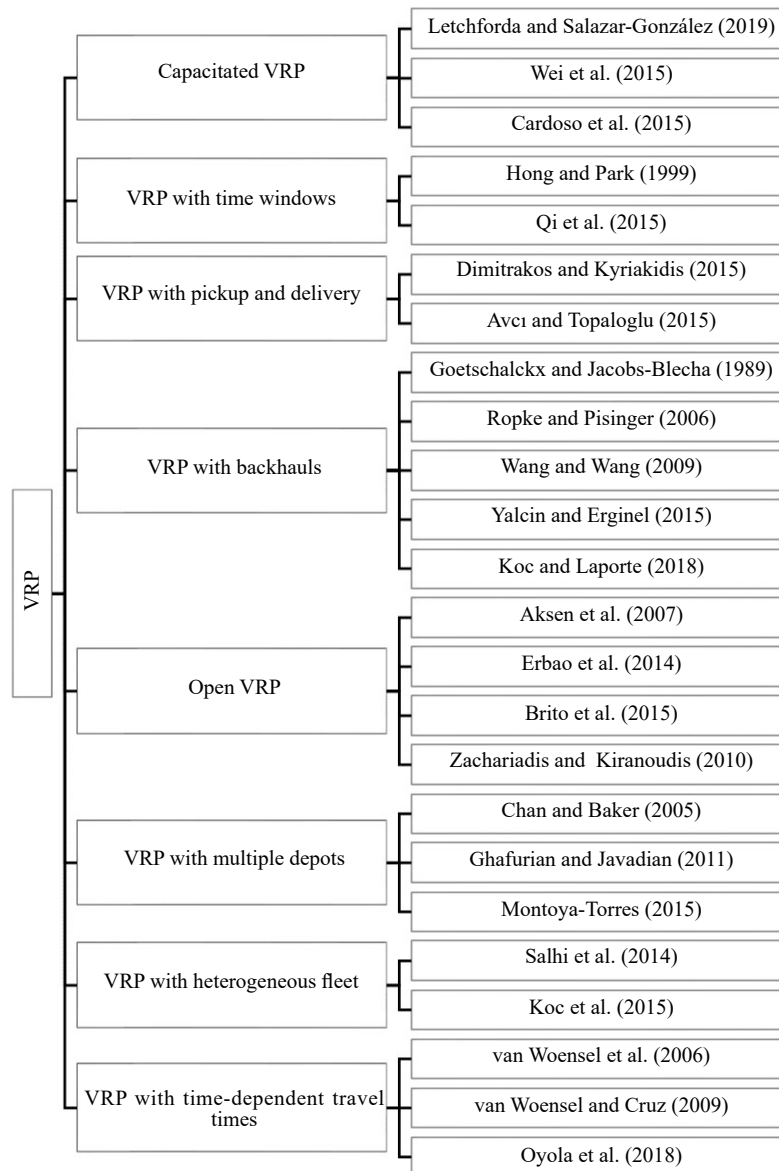 VRP
Capacitated VRP
Letchforda and Salazar-González (2019)
Wei et al. (2015)
Cardoso et al. (2015)
VRP with time windows
Hong and Park (1999)
Qi et al. (2015)
VRP with pickup and delivery
Dimitrakos and Kyriakidis (2015)
Avcı and Topaloglu (2015)
VRP with backhauls
Goetschalckx and Jacobs-Blecha (1989)
Ropke and Pisinger (2006)
Wang and Wang (2009)
Yalcin and Erginel (2015)
Koc and Laporte (2018)
Open VRP
Aksen et al. (2007)
Erbao et al. (2014)
Brito et al. (2015)
Zachariadis and Kiranoudis (2010)
VRP with multiple depots
Chan and Baker (2005)
Ghafurian and Javadian (2011)
Montoya-Torres (2015)
VRP with heterogeneous fleet
Salhi et al. (2014)
Koc et al. (2015)
VRP with time-dependent travel
times
van Woensel et al. (2006)
van Woensel and Cruz (2009)
Oyola et al. (2018)